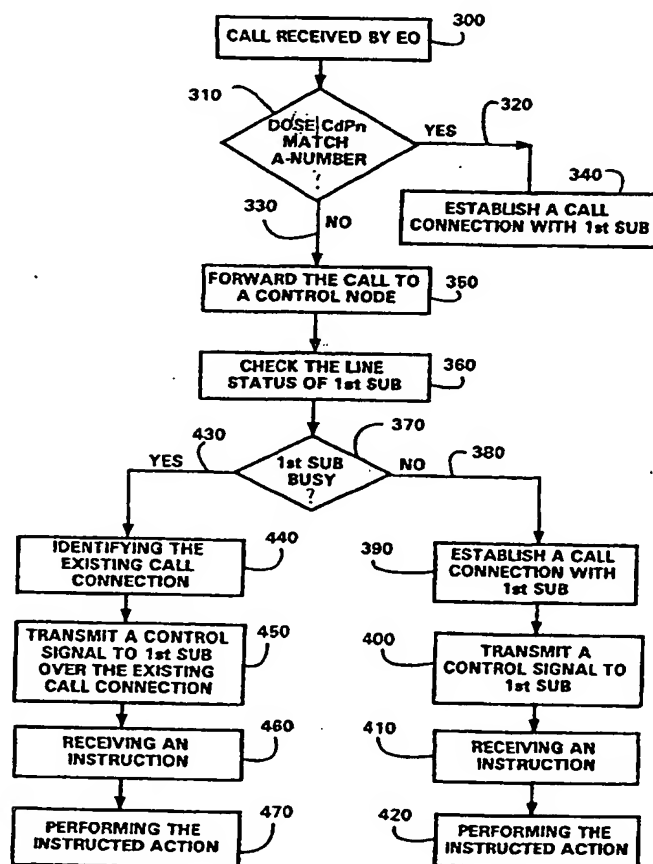 CALL RECEIVED BY EO
300
310
DOSE CdPn
MATCH
A-NUMBER
?
YES
320
340
ESTABLISH A CALL
CONNECTION WITH 1st SUB
330
NO
FORWARD THE CALL TO
A CONTROL NODE
350
CHECK THE LINE
STATUS OF 1st SUB
360
370
430
YES
1st SUB
BUSY
?
NO
380
IDENTIFYING THE
EXISTING CALL
CONNECTION
440
390
ESTABLISH A CALL
CONNECTION WITH
1st SUB
TRANSMIT A CONTROL
SIGNAL TO 1st SUB
OVER THE EXISTING
CALL CONNECTION
450
400
TRANSMIT A
CONTROL SIGNAL TO
1st SUB
RECEIVING AN
INSTRUCTION
460
410
RECEIVING AN
INSTRUCTION
PERFORMING THE
INSTRUCTED ACTION
470
420
PERFORMING THE
INSTRUCTED ACTION